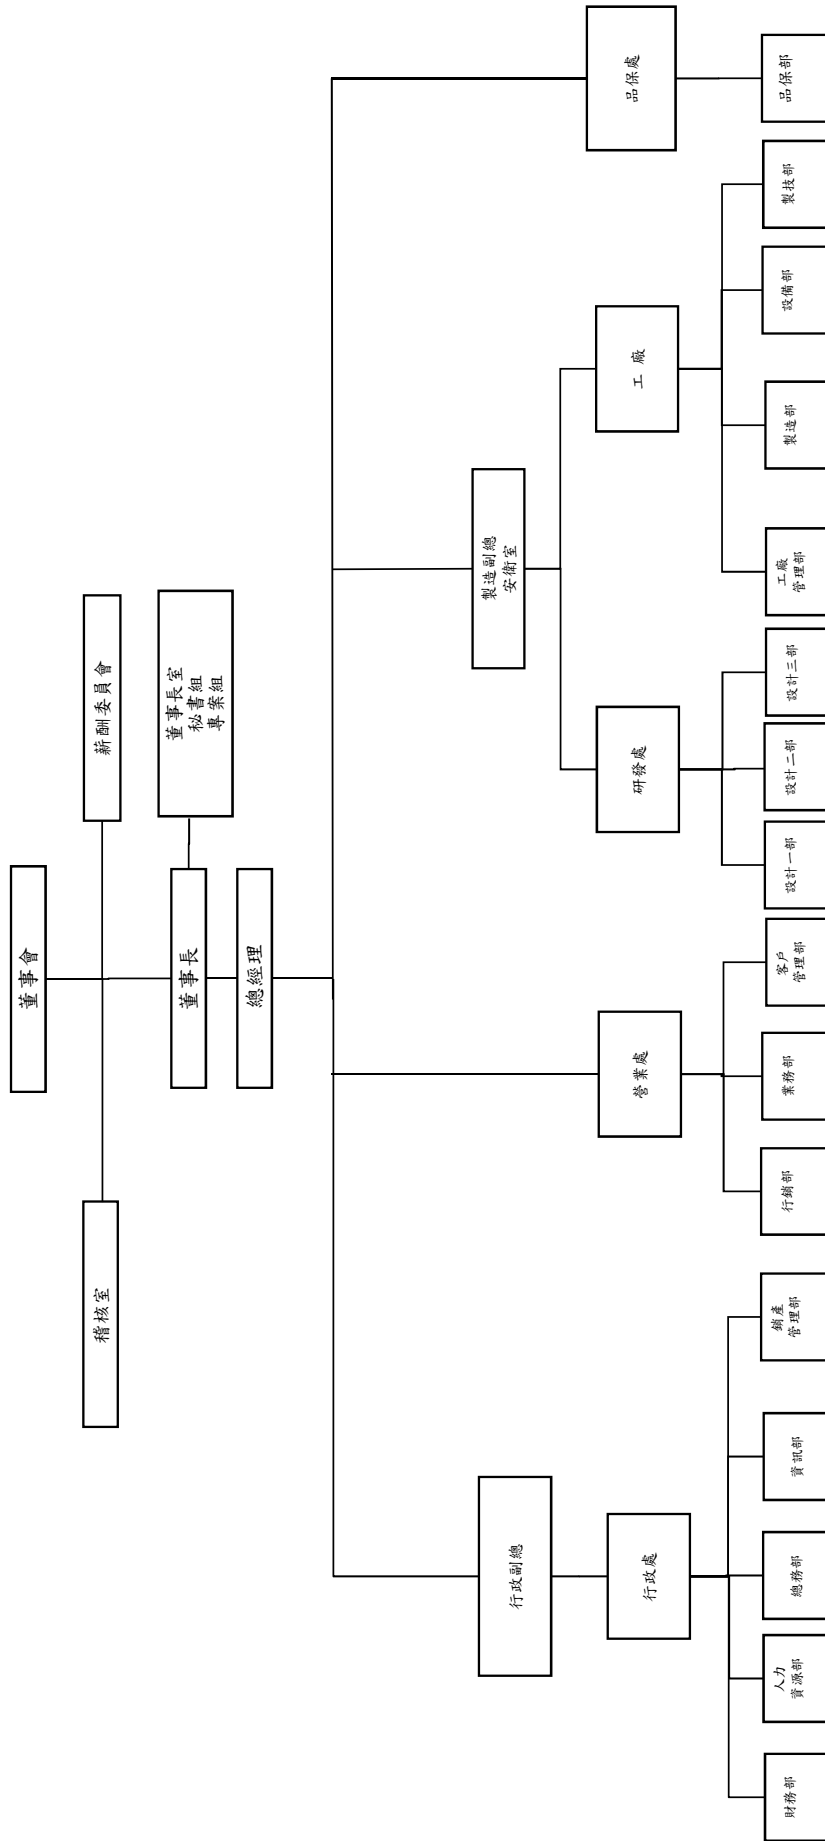 董事會
稽核室
薪酬委員會
董事長
董事長室
秘書組
專案組
總經理
行政副總
製造副總
安衛室
行政處
營業處
研發處
工 廠
品保處
財務部
人力
資源部
總務部
資訊部
銷產
管理部
行銷部
業務部
客戶
管理部
設計一部
設計二部
設計三部
工廠
管理部
製造部
設備部
製技部
品保部